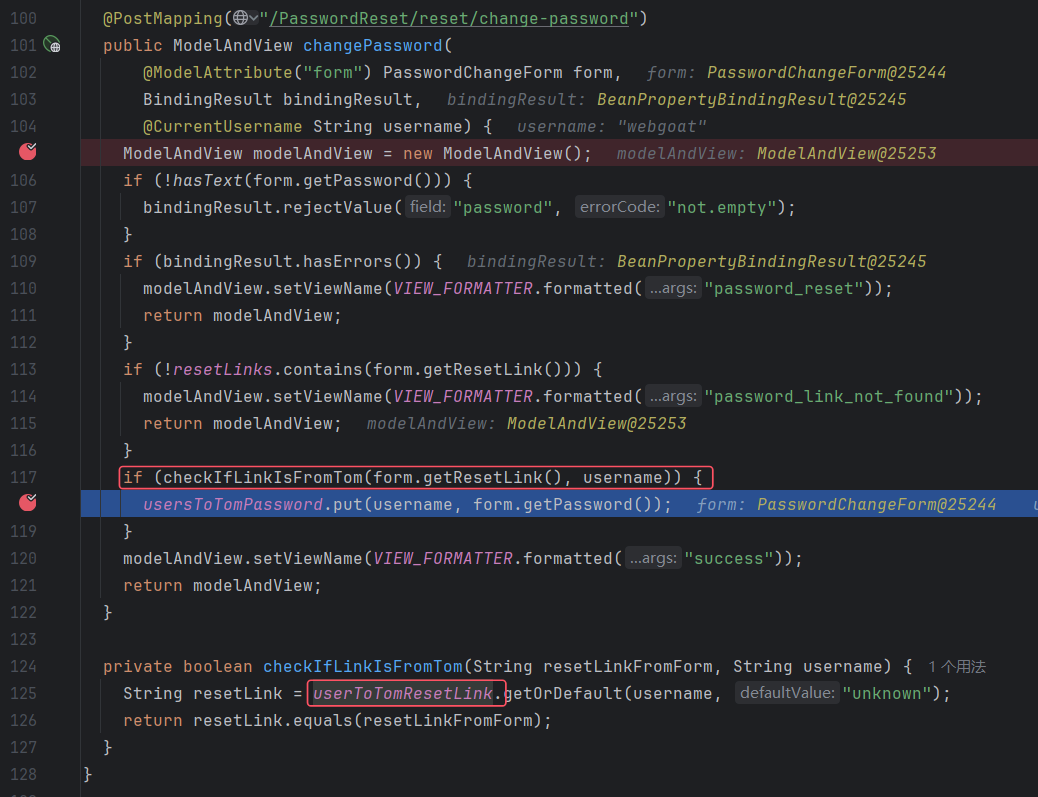 100 @PostMapping("/PasswordReset/reset/change-password")
101 public ModelAndView changePassword(
102 @ModelAttribute("form") PasswordChangeForm form, form: PasswordChangeForm@25244
103 BindingResult bindingResult, bindingResult: BeanPropertyBindingResult@25245
104 @CurrentUsername String username) { username: "webgoat"
ModelAndView modelAndView = new ModelAndView(); modelAndView: ModelAndView@25253
106 if (!hasText(form.getPassword())) {
107 bindingResult.rejectValue( field: "password", errorCode: "not.empty");
108 }
109 if (bindingResult.hasErrors()) { bindingResult: BeanPropertyBindingResult@25245
110 modelAndView.setViewName(VIEW_FORMATTER.formatted( ...args: "password_reset"));
111 return modelAndView;
112 }
113 if (!resetLinks.contains(form.getResetLink())) {
114 modelAndView.setViewName(VIEW_FORMATTER.formatted( ...args: "password_link_not_found"));
115 return modelAndView; modelAndView: ModelAndView@25253
116 }
117 if (checkIfLinkIsFromTom(form.getResetLink(), username)) {
usersToTomPassword.put(username, form.getPassword()); form: PasswordChangeForm@25244
119 }
120 modelAndView.setViewName(VIEW_FORMATTER.formatted( ...args: "success"));
121 return modelAndView;
122 }
123
124 private boolean checkIfLinkIsFromTom(String resetLinkFromForm, String username) { 1 个用法
125 String resetLink = userToTomResetLink.getOrDefault(username, defaultValue: "unknown");
126 return resetLink.equals(resetLinkFromForm);
127 }
128 }